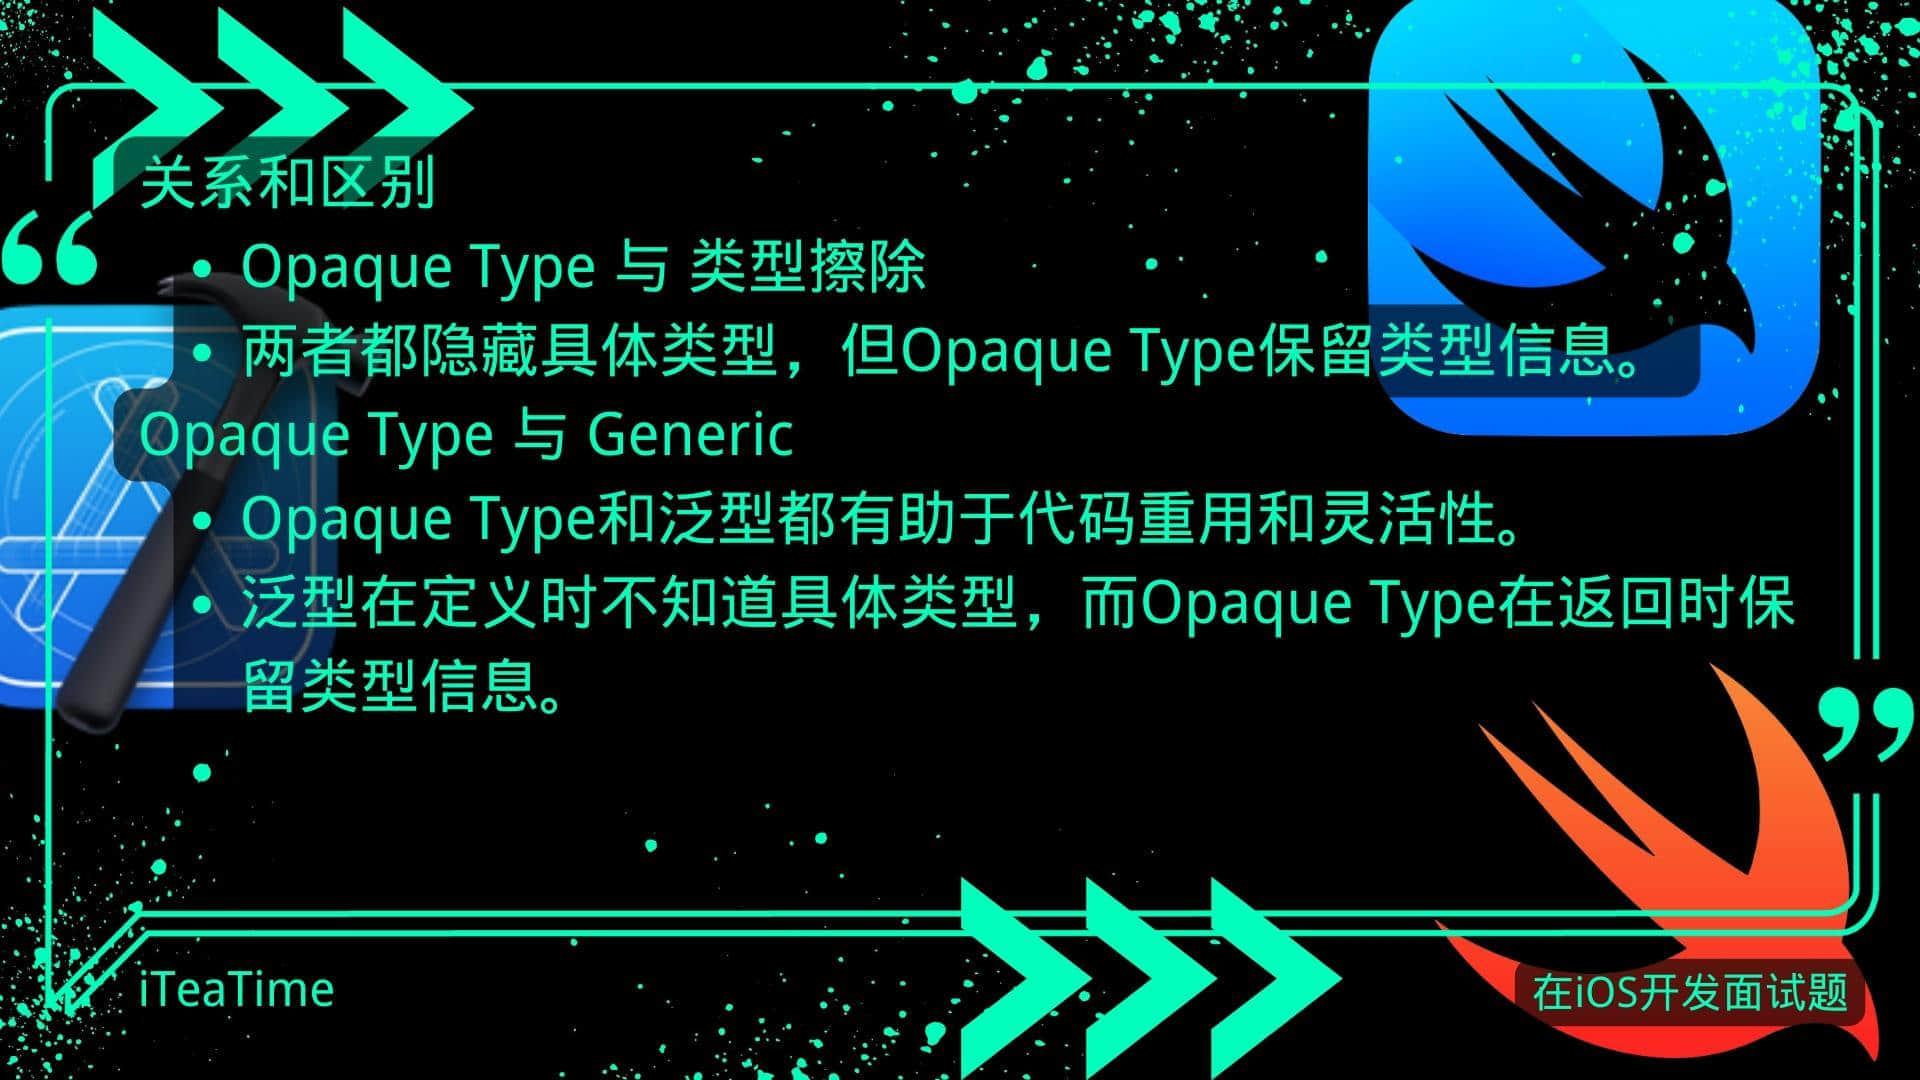 关系和区别
• Opaque Type 与 类型擦除
• 两者都隐藏具体类型，但Opaque Type保留类型信息。
Opaque Type 与 Generic
• Opaque Type和泛型都有助于代码重用和灵活性。
• 泛型在定义时不知道具体类型，而Opaque Type在返回时保
留类型信息。
iTeaTime
在iOS开发面试题